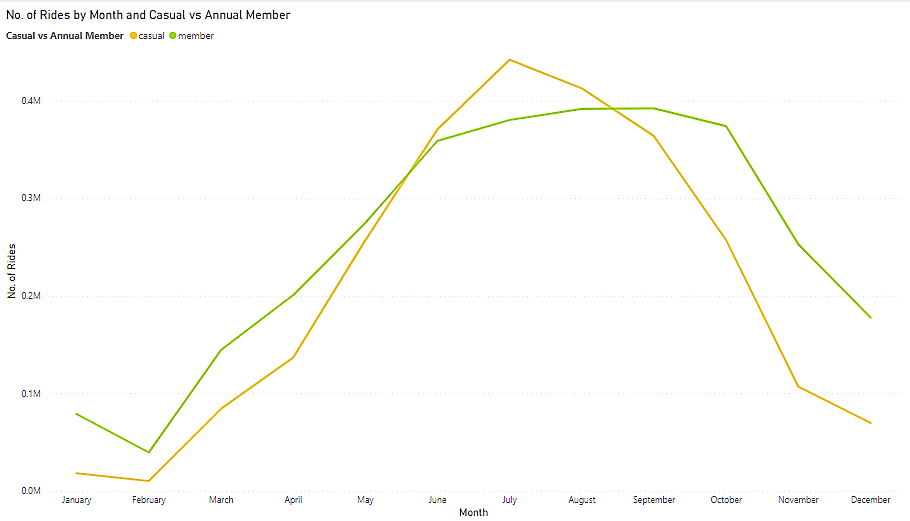 No. of Rides by Month and Casual vs Annual Member
Casual vs Annual Member casual member
0.4M
0.3M
0.2M
0.1M
0.0M
No. of Rides
January February March April May June July August September October November December
Month